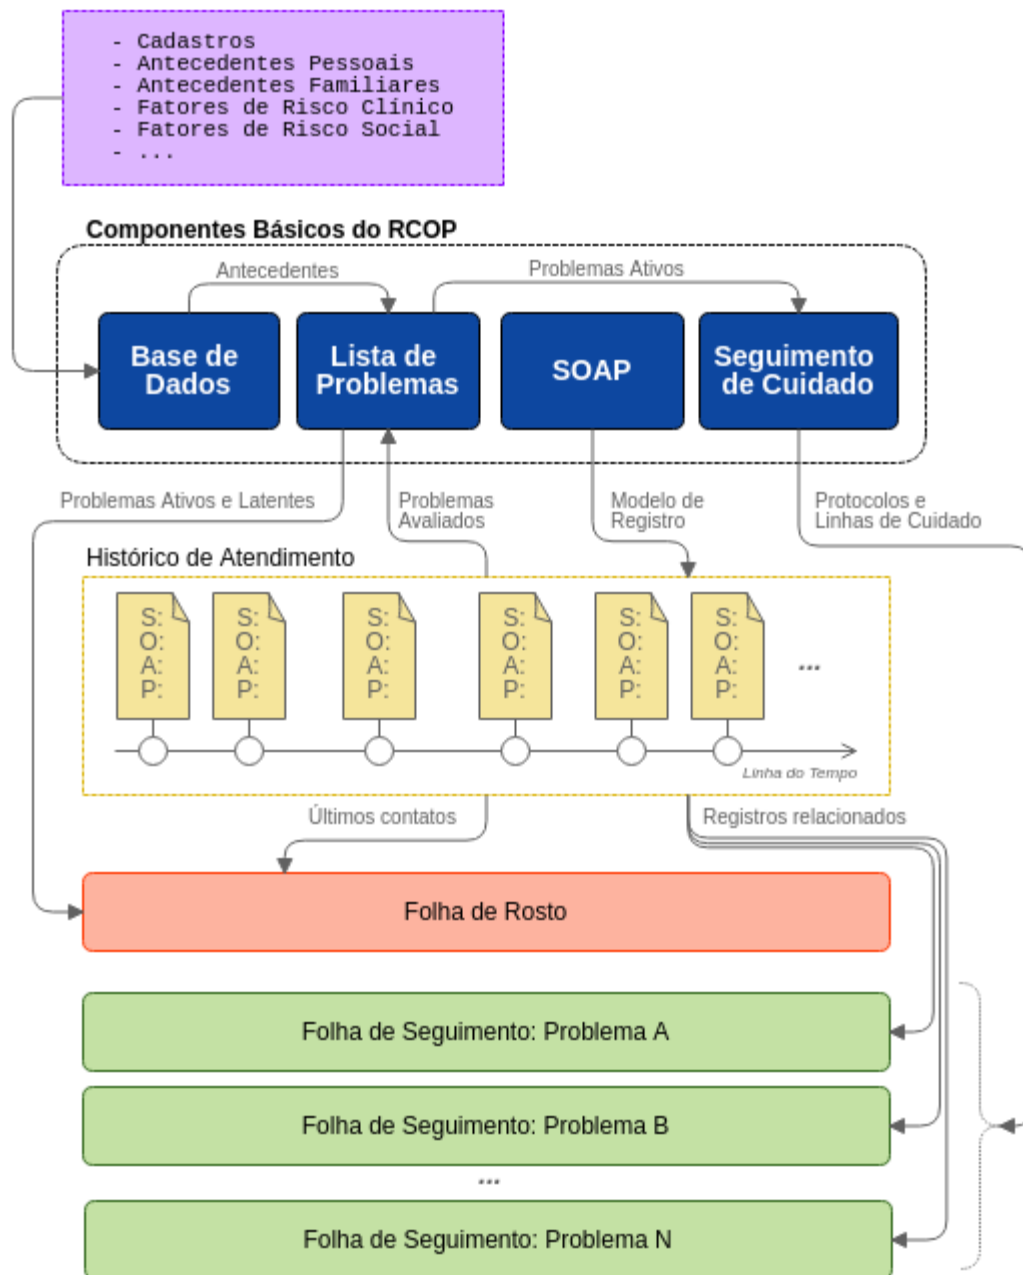 - Cadastros
- Antecedentes Pessoais
- Antecedentes Familiares
- Fatores de Risco Clínico
- Fatores de Risco Social
- ...
Componentes Básicos do RCOP
Antecedentes
Problemas Ativos
Base de
Dados
Lista de
Problemas
SOAP
Seguimento
de Cuidado
Problemas Ativos e Latentes
Problemas
Avaliados
Modelo de
Registro
Protocolos e
Linhas de Cuidado
Histórico de Atendimento
S:
O:
A:
P:
S:
O:
A:
P:
S:
O:
A:
P:
S:
O:
A:
P:
S:
O:
A:
P:
S:
O:
A:
P:
...
Linha do Tempo
Últimos contatos
Registros relacionados
Folha de Rosto
Folha de Seguimento: Problema A
Folha de Seguimento: Problema B
...
Folha de Seguimento: Problema N